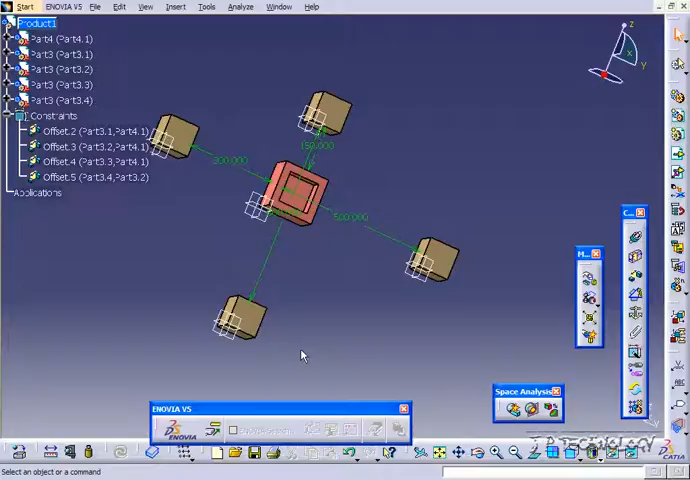 Start ENOVIA V5 File Edit View Insert Tools Analyze Window Help
Product1
Part4 (Part4.1)
Part3 (Part3.1)
Part3 (Part3.2)
Part3 (Part3.3)
Part3 (Part3.4)
Constraints
Offset.2 (Part3.1,Part4.1)
Offset.3 (Part3.2,Part4.1)
Offset.4 (Part3.3,Part4.1)
Offset.5 (Part3.4,Part3.2)
Applications
z
y
x
150.000
300.000
500.000
C...
M...
Space Analysis
ENOVIA V5
ENOVIA
CATIA
Select an object or a command